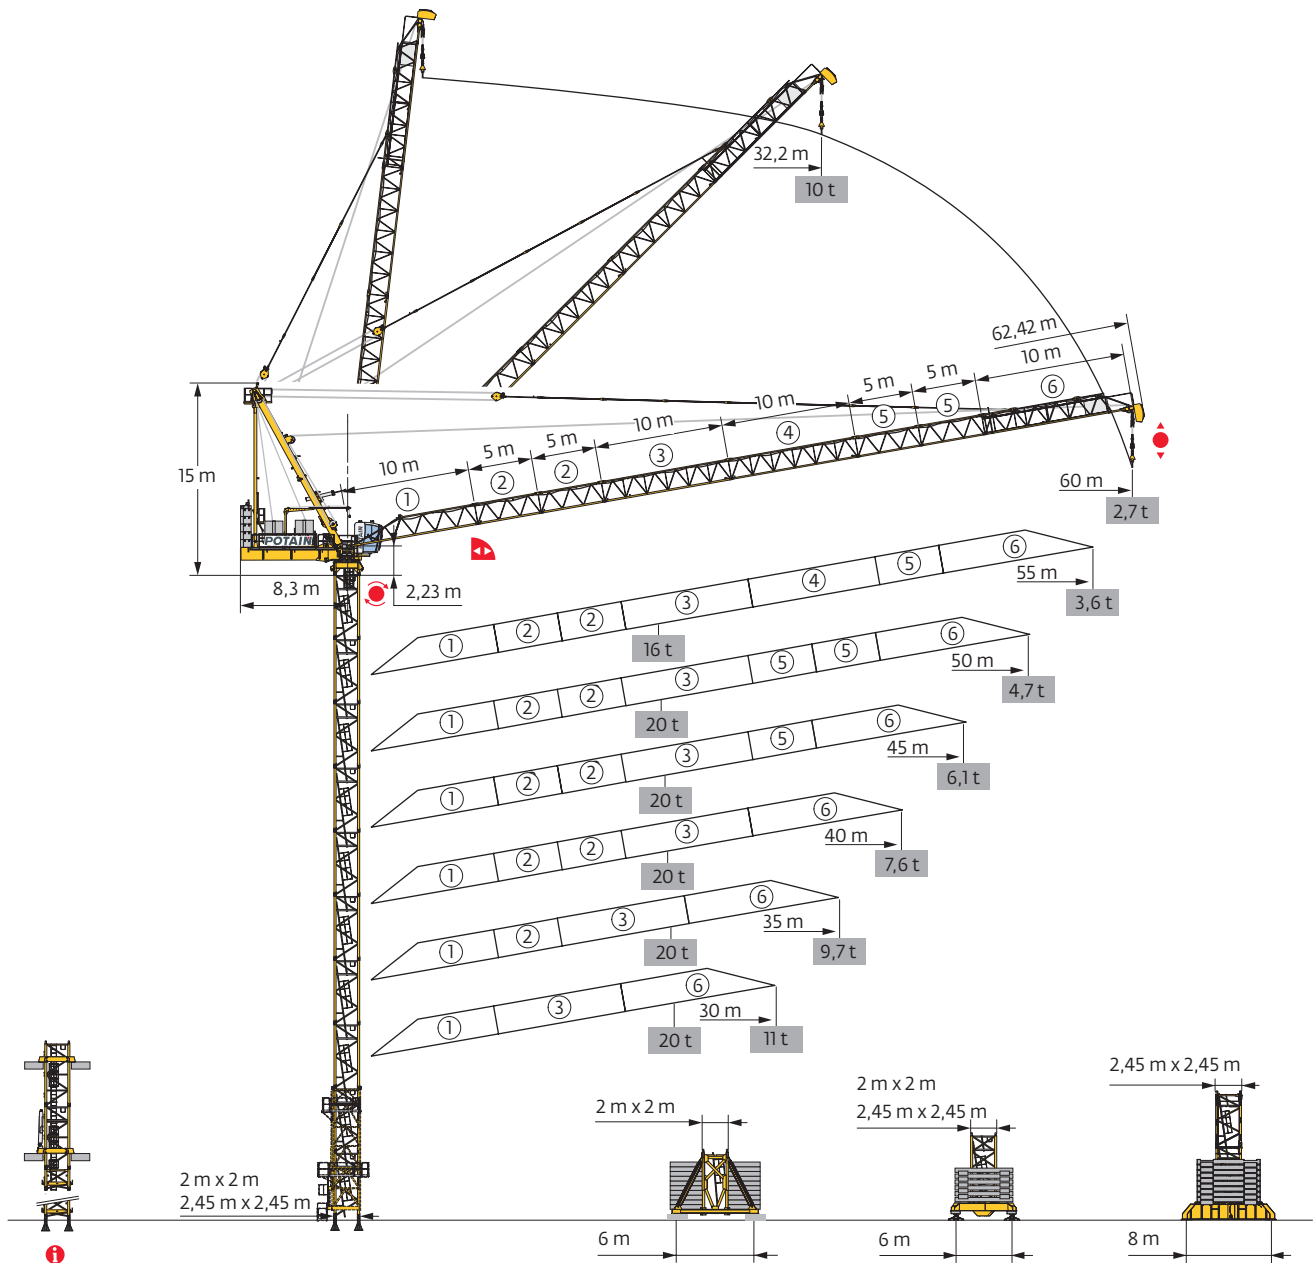 32,2 m
10 t
62,42 m
10 m
5 m
5 m
10 m
10 m
5 m
5 m
10 m
⑥
⑤
⑤
④
③
②
②
①
15 m
60 m
2,7 t
POTAIN
8,3 m
2,23 m
① ② ② ③ ④ ⑤ ⑥
55 m
3,6 t
16 t
① ② ② ③ ⑤ ⑤ ⑥
50 m
4,7 t
20 t
① ② ② ③ ⑤ ⑥
45 m
6,1 t
20 t
① ② ② ③ ⑥
40 m
7,6 t
20 t
① ② ③ ⑥
35 m
9,7 t
20 t
① ③ ⑥
30 m
20 t
11 t
2 m x 2 m
2,45 m x 2,45 m
2 m x 2 m
6 m
2 m x 2 m
2,45 m x 2,45 m
6 m
2,45 m x 2,45 m
8 m
i